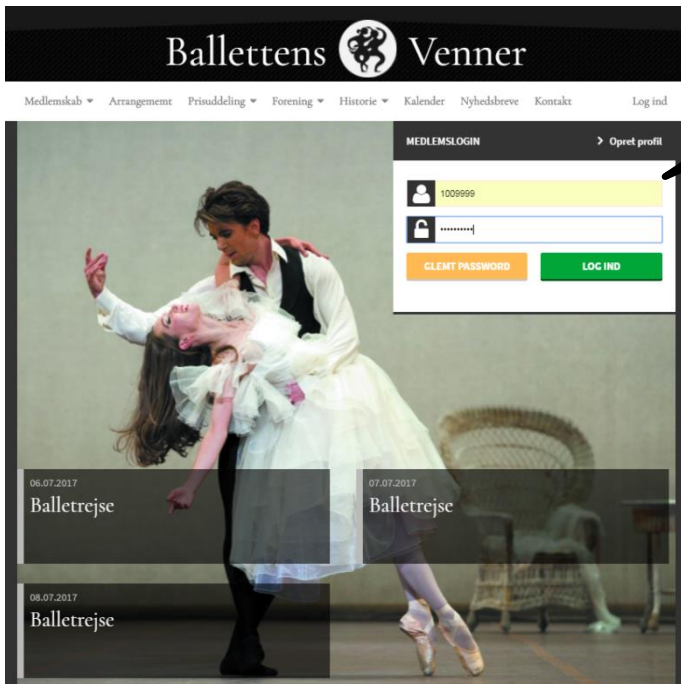 Ballettens Venner
Medlemskab Arrangememt Prisuddeling Forening Historie Kalender Nyhedsbreve Kontakt Log ind
MEDLEMSLOGIN Opret profil
1009999
GLEMT PASSWORD LOG IND
06.07.2017
Balletrejse
07.07.2017
Balletrejse
08.07.2017
Balletrejse